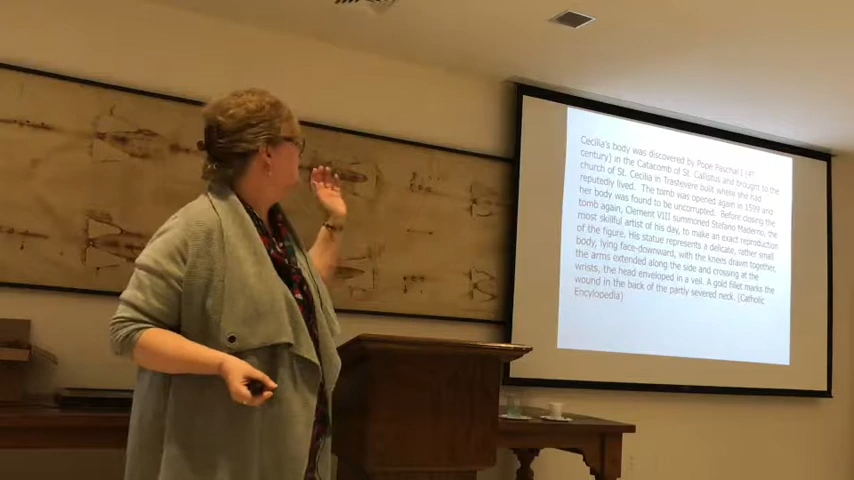 Cecilia's body was discovered by Pope Paschal I (4th
century) in the Catacomb of St. Callistus and brought to the
church of St. Cecilia in Trastevere built where she had
reputedly lived. The tomb was opened again in 1599 and
her body was found to be uncorrupted. Before closing the
tomb again, Clement VIII summoned Stefano Maderno, the
most skillful artist of his day, to make an exact reproduction
of the figure. His statue represents a delicate, rather small
body, lying face downward, with the knees drawn together,
the arms extended along the side and crossing at the
wrists, the head enveloped in a veil. A gold fillet marks the
wound in the back of the partly severed neck. (Catholic
Encyclopedia)